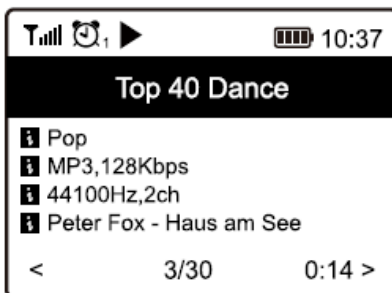 1 10:37
Top 40 Dance
Pop
MP3,128Kbps
44100Hz,2ch
Peter Fox - Haus am See
< 3/30 0:14 >